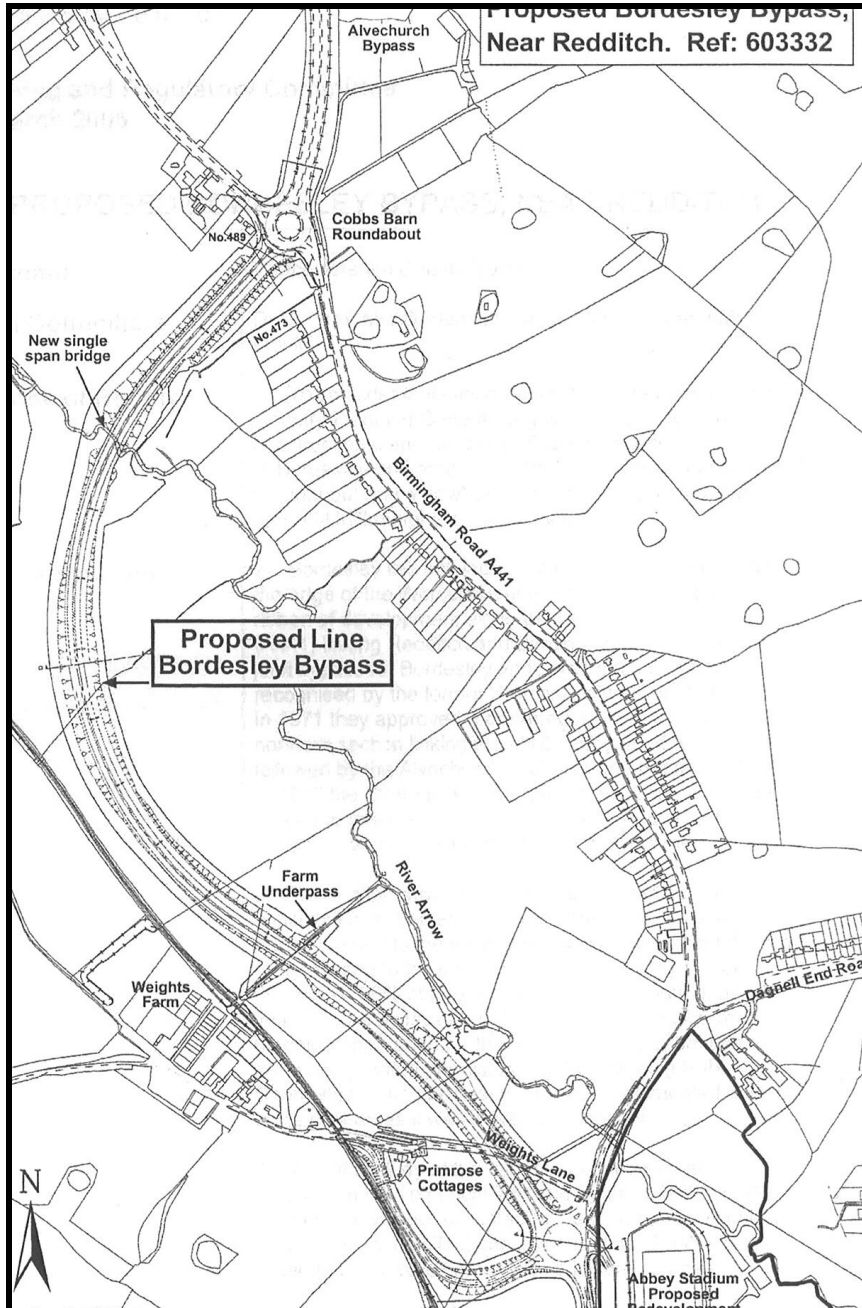 Proposed Bordesley Bypass,
Near Redditch. Ref: 603332
Alvechurch
Bypass
Cobbs Barn
Roundabout
No.489
No.473
New single
span bridge
Birmingham Road A441
Proposed Line
Bordesley Bypass
Farm
Underpass
River Arrow
Weights
Farm
Dagnell End Road
Weights Lane
Primrose
Cottages
N
Abbey Stadium
Proposed
Redevelopment